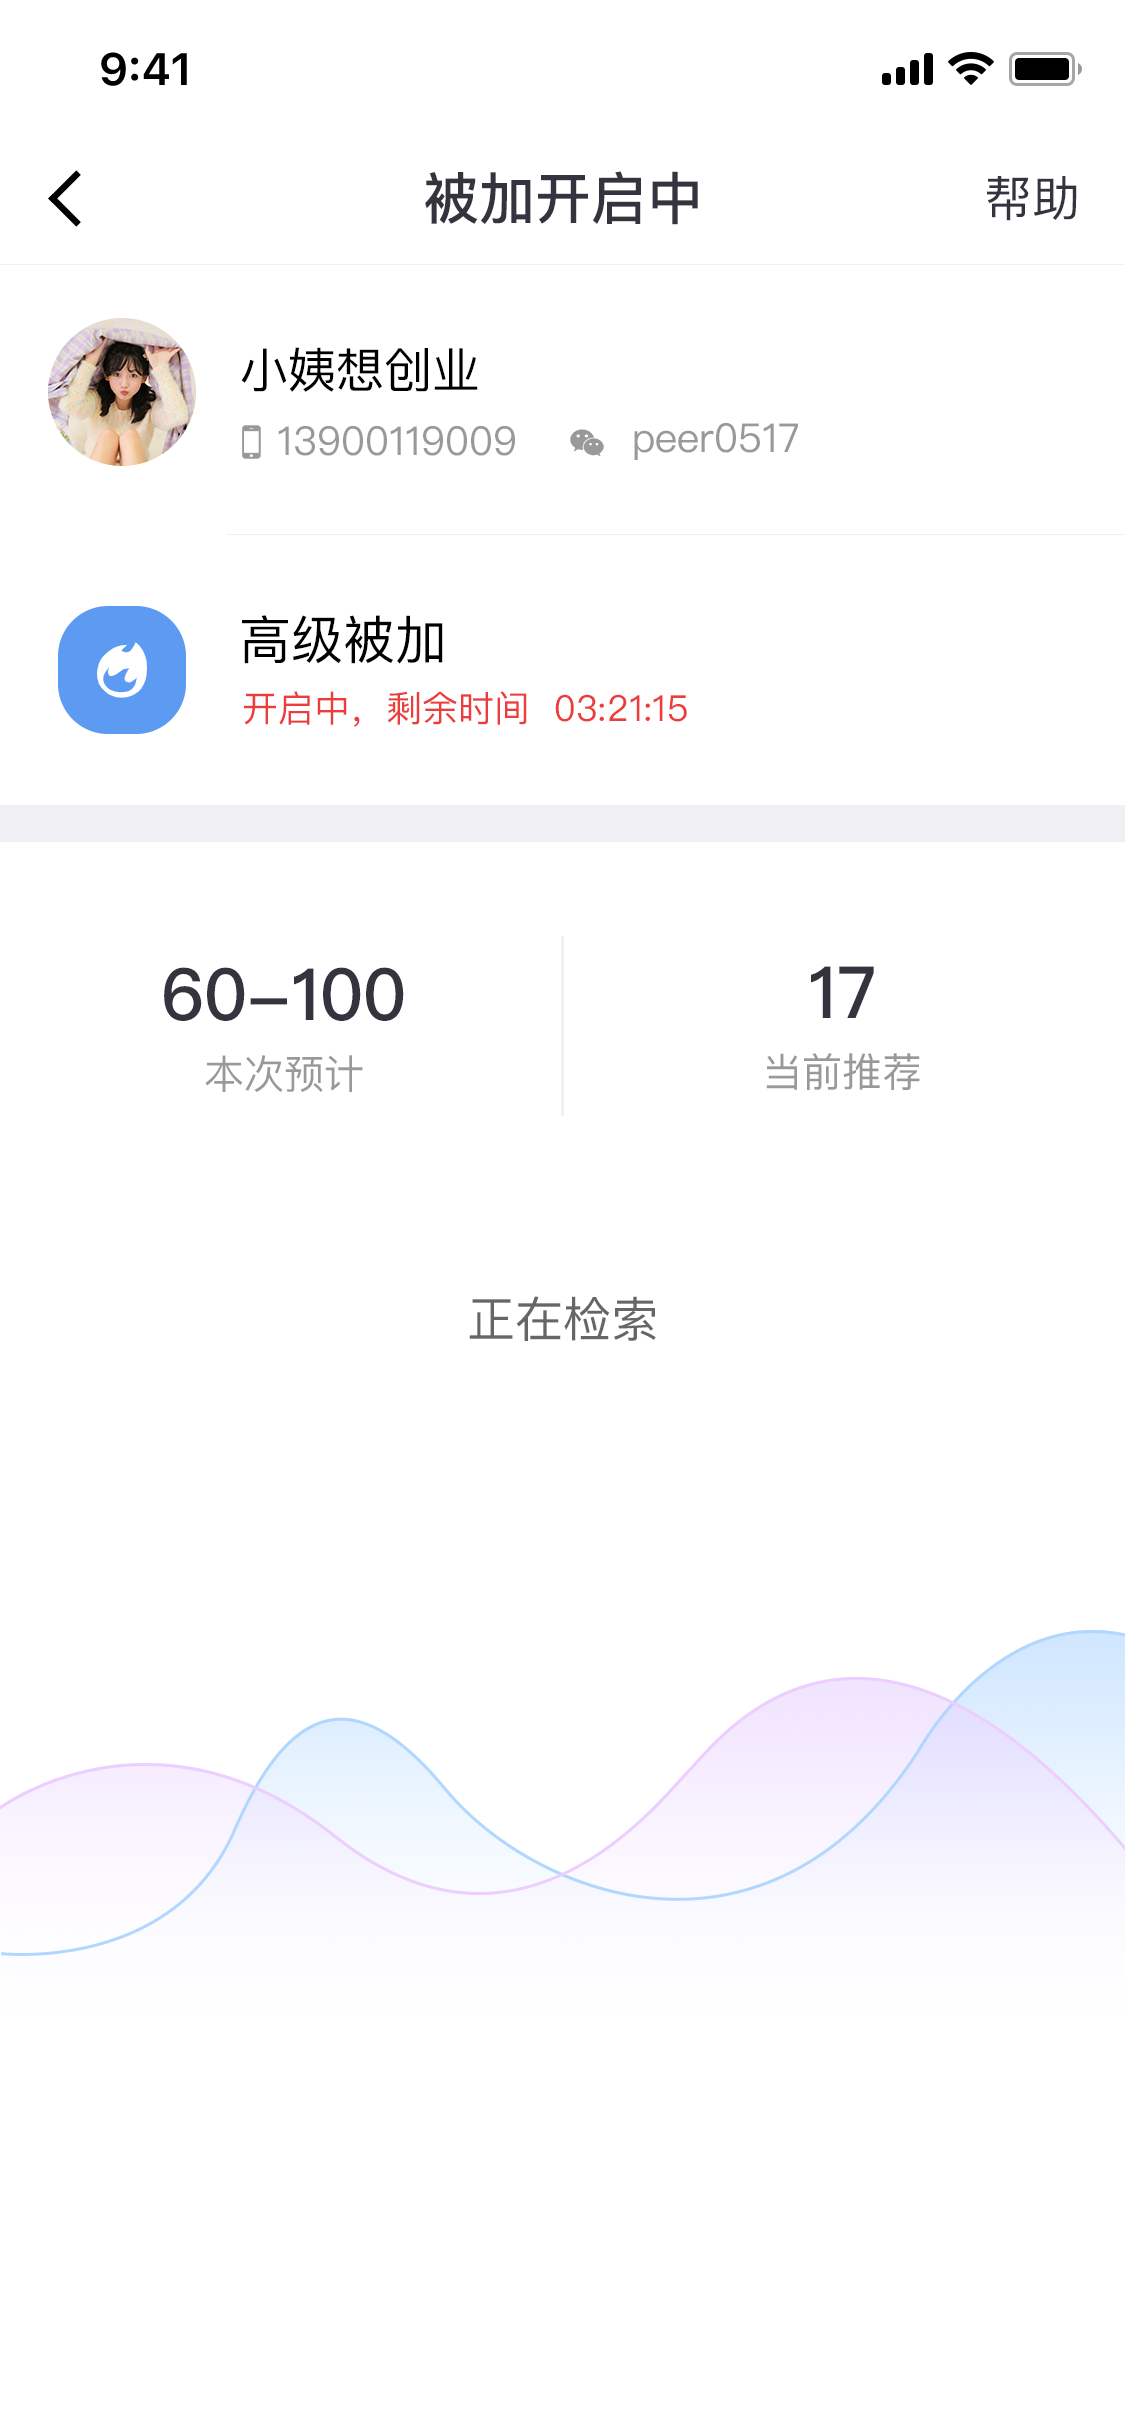 9:41
被加开启中
帮助
小姨想创业
13900119009 peer0517
高级被加
开启中，剩余时间 03:21:15
60-100 17
本次预计 当前推荐
正在检索